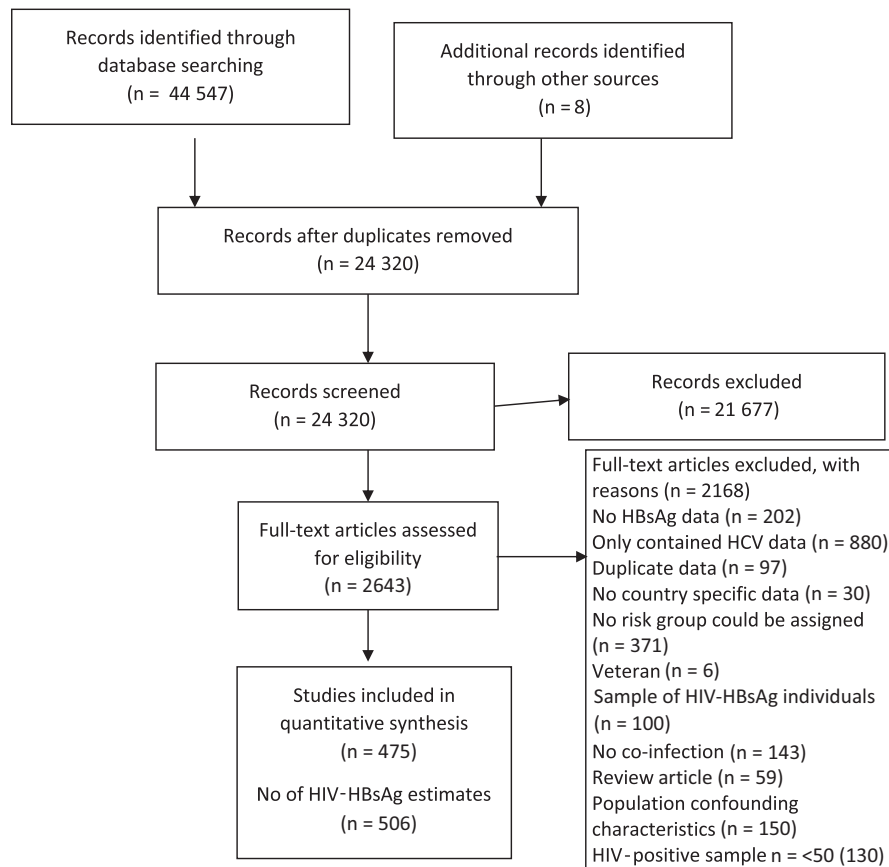 Records identified through
database searching
(n = 44 547)
Additional records identified
through other sources
(n = 8)
Records after duplicates removed
(n = 24 320)
Records screened
(n = 24 320)
Records excluded
(n = 21 677)
Full-text articles assessed
for eligibility
(n = 2643)
Full-text articles excluded, with
reasons (n = 2168)
No HBsAg data (n = 202)
Only contained HCV data (n = 880)
Duplicate data (n = 97)
No country specific data (n = 30)
No risk group could be assigned
(n = 371)
Veteran (n = 6)
Sample of HIV-HBsAg individuals
(n = 100)
No co-infection (n = 143)
Review article (n = 59)
Population confounding
characteristics (n = 150)
HIV-positive sample n = <50 (130)
Studies included in
quantitative synthesis
(n = 475)
No of HIV-HBsAg estimates
(n = 506)